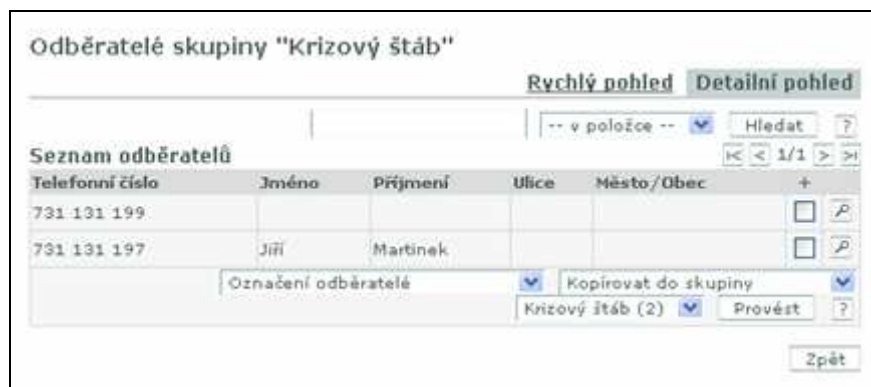 Odběratelé skupiny "Krizový štáb"
Rychlý pohled Detailní pohled
-- v položce -- Hledat ?
Seznam odběratelů |< < 1/1 > >|
Telefonní číslo Jméno Příjmení Ulice Město/Obec +
731 131 199
731 131 197 Jiří Martinek
Označení odběratelé Kopírovat do skupiny
Krizový štáb (2) Provést ?
Zpět